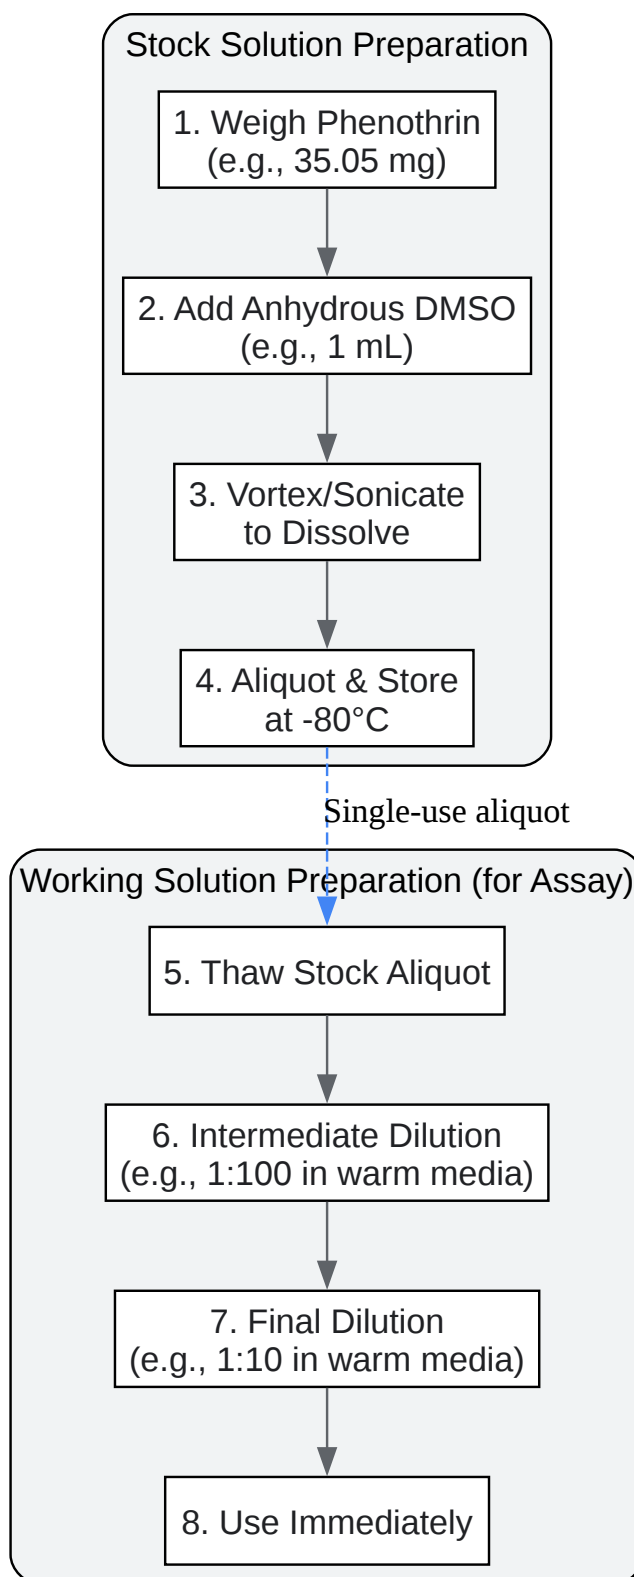 Stock Solution Preparation
1. Weigh Phenothrin
(e.g., 35.05 mg)
2. Add Anhydrous DMSO
(e.g., 1 mL)
3. Vortex/Sonicate
to Dissolve
4. Aliquot & Store
at -80°C
Single-use aliquot
Working Solution Preparation (for Assay)
5. Thaw Stock Aliquot
6. Intermediate Dilution
(e.g., 1:100 in warm media)
7. Final Dilution
(e.g., 1:10 in warm media)
8. Use Immediately